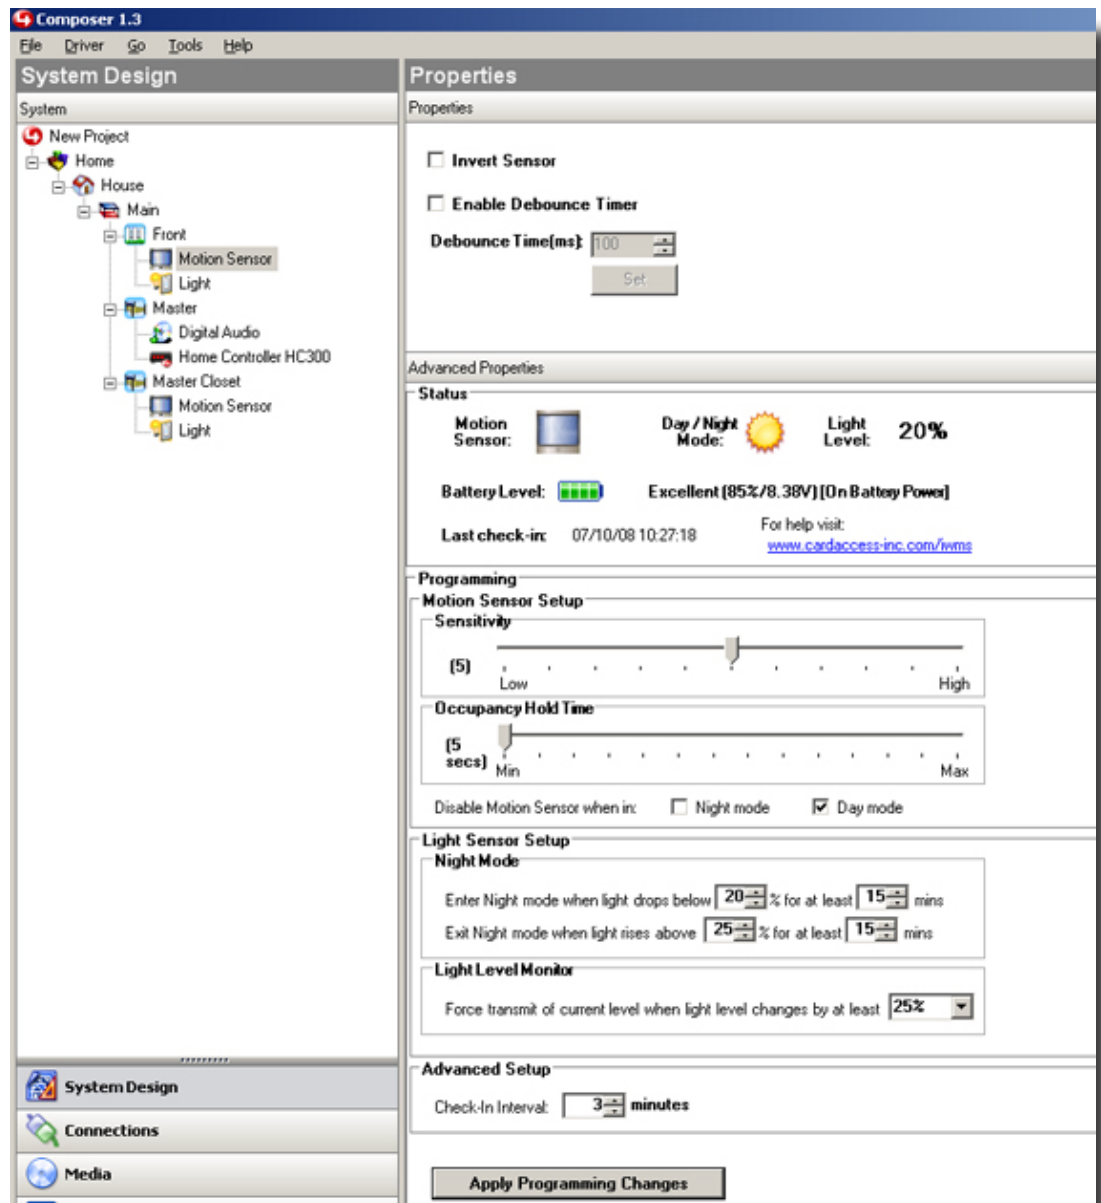 Composer 1.3
File Driver Go Tools Help
System Design
System
New Project
Home
House
Main
Front
Motion Sensor
Light
Master
Digital Audio
Home Controller HC300
Master Closet
Motion Sensor
Light
System Design
Connections
Media
Properties
Properties
Invert Sensor
Enable Debounce Timer
Debounce Time(ms): 100
Set
Advanced Properties
Status
Motion Sensor:
Day / Night Mode:
Light Level: 20%
Battery Level: Excellent (85%/8.38V) [On Battery Power]
Last check-in: 07/10/08 10:27:18
For help visit:
www.cardaccess-inc.com/iwms
Programming
Motion Sensor Setup
Sensitivity
(5)
Low High
Occupancy Hold Time
(5 secs)
Min Max
Disable Motion Sensor when in: Night mode Day mode
Light Sensor Setup
Night Mode
Enter Night mode when light drops below 20 % for at least 15 mins
Exit Night mode when light rises above 25 % for at least 15 mins
Light Level Monitor
Force transmit of current level when light level changes by at least 25%
Advanced Setup
Check-In Interval: 3 minutes
Apply Programming Changes